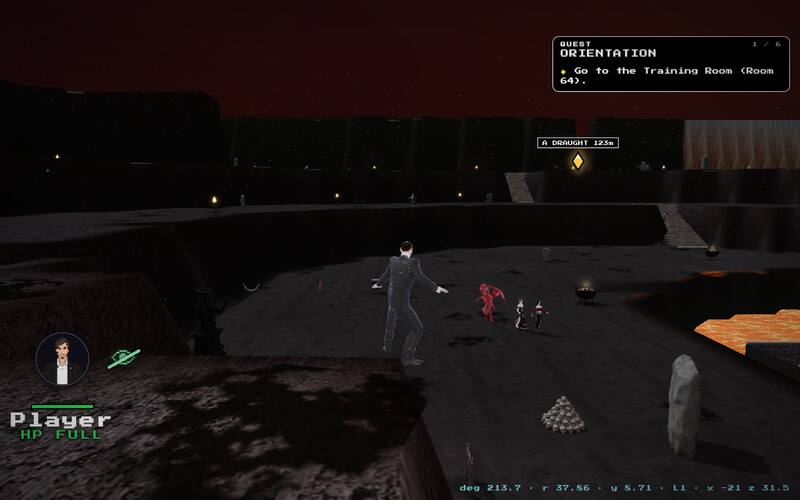 QUEST 1 / 6
ORIENTATION
◆ Go to the Training Room (Room
64).
A DRAUGHT 123m
Player
HP FULL
deg 213.7 · r 37.86 · y 8.71 · L1 · x -21 z 31.5